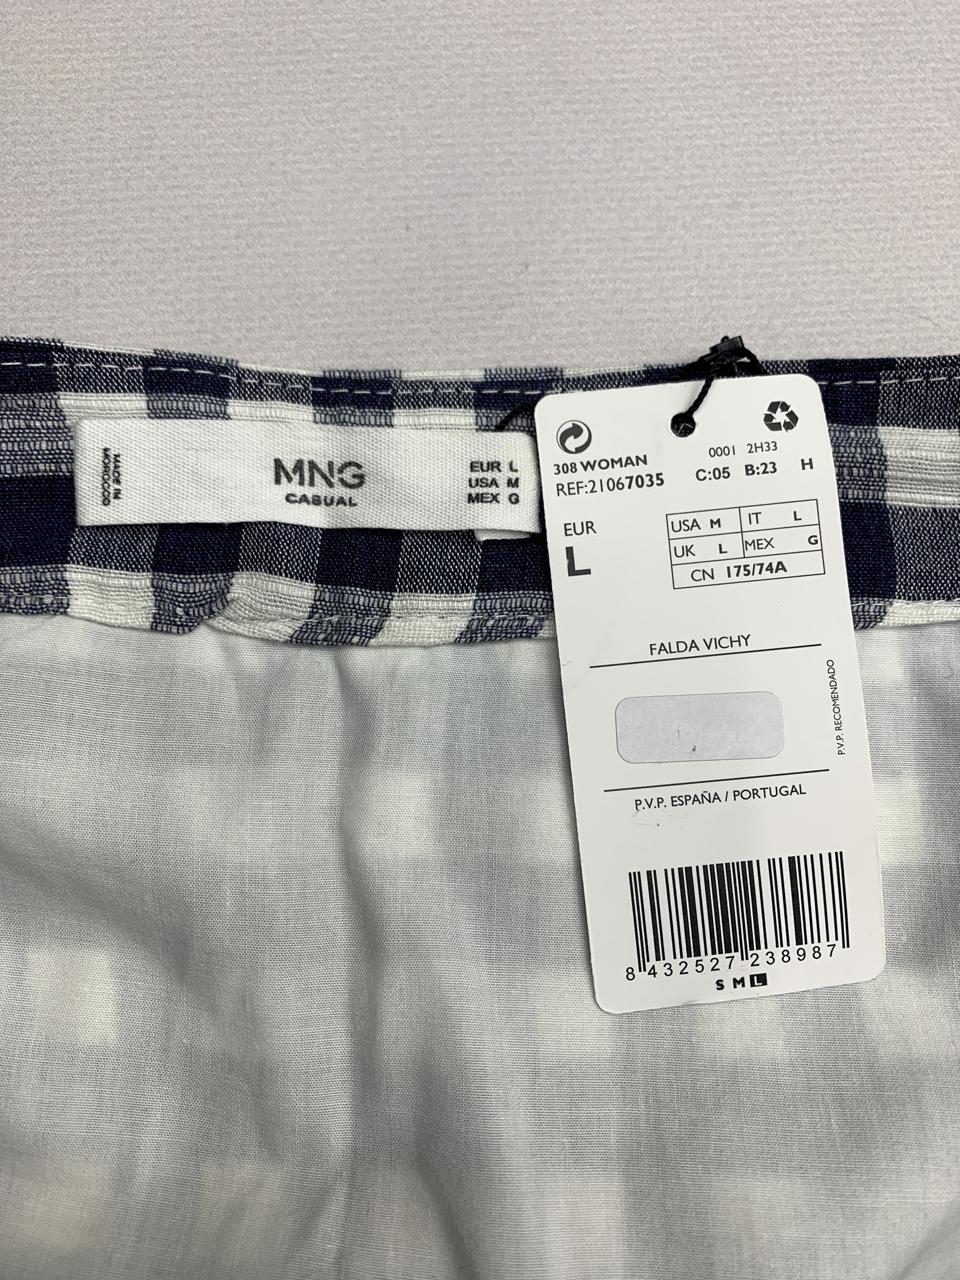 MADE IN
MOROCCO
MNG
CASUAL
EUR L
USA M
MEX G
308 WOMAN
REF:21067035
0001 2H33
C:05 B:23 H
EUR
L
USA M IT L
UK L MEX G
CN 175/74A
FALDA VICHY
P.V.P. RECOMENDADO
P.V.P. ESPAÑA / PORTUGAL
8 432527 238987
S M L